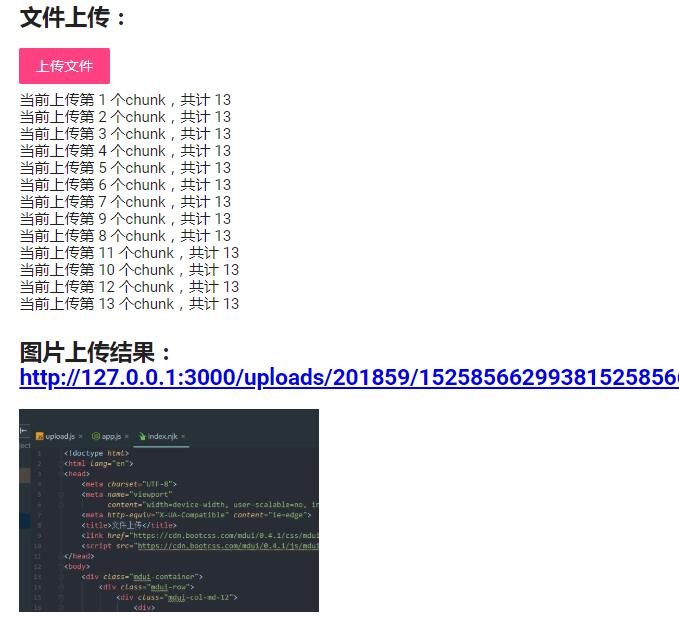 文件上传：
上传文件
当前上传第 1 个chunk，共计 13
当前上传第 2 个chunk，共计 13
当前上传第 3 个chunk，共计 13
当前上传第 4 个chunk，共计 13
当前上传第 5 个chunk，共计 13
当前上传第 6 个chunk，共计 13
当前上传第 7 个chunk，共计 13
当前上传第 9 个chunk，共计 13
当前上传第 8 个chunk，共计 13
当前上传第 11 个chunk，共计 13
当前上传第 10 个chunk，共计 13
当前上传第 12 个chunk，共计 13
当前上传第 13 个chunk，共计 13
图片上传结果：
http://127.0.0.1:3000/uploads/201859/15258566299381525856
upload.js × app.js × index.njk ×
ject
1 <!doctype html>
2 <html lang="en">
3 <head>
4 <meta charset="UTF-8">
5 <meta name="viewport"
6 content="width=device-width, user-scalable=no, in
7 <meta http-equiv="X-UA-Compatible" content="ie=edge">
8 <title>文件上传</title>
9 <link href="https://cdn.bootcss.com/mdui/0.4.1/css/mdui
10 <script src="https://cdn.bootcss.com/mdui/0.4.1/js/mdui
11 </head>
12 <body>
13 <div class="mdui-container">
14 <div class="mdui-row">
15 <div class="mdui-col-md-12">
16 <div>